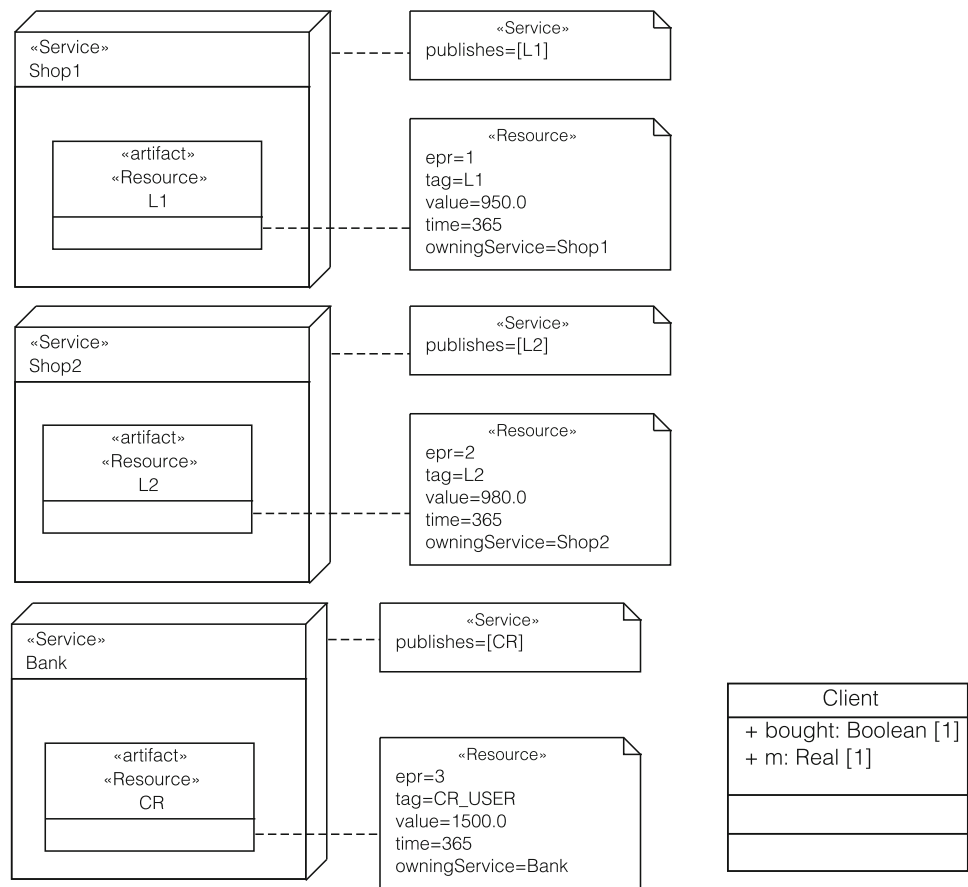 «Service»
Shop1
«artifact»
«Resource»
L1
«Service»
publishes=[L1]
«Resource»
epr=1
tag=L1
value=950.0
time=365
owningService=Shop1
«Service»
Shop2
«artifact»
«Resource»
L2
«Service»
publishes=[L2]
«Resource»
epr=2
tag=L2
value=980.0
time=365
owningService=Shop2
«Service»
Bank
«artifact»
«Resource»
CR
«Service»
publishes=[CR]
«Resource»
epr=3
tag=CR_USER
value=1500.0
time=365
owningService=Bank
Client
+ bought: Boolean [1]
+ m: Real [1]